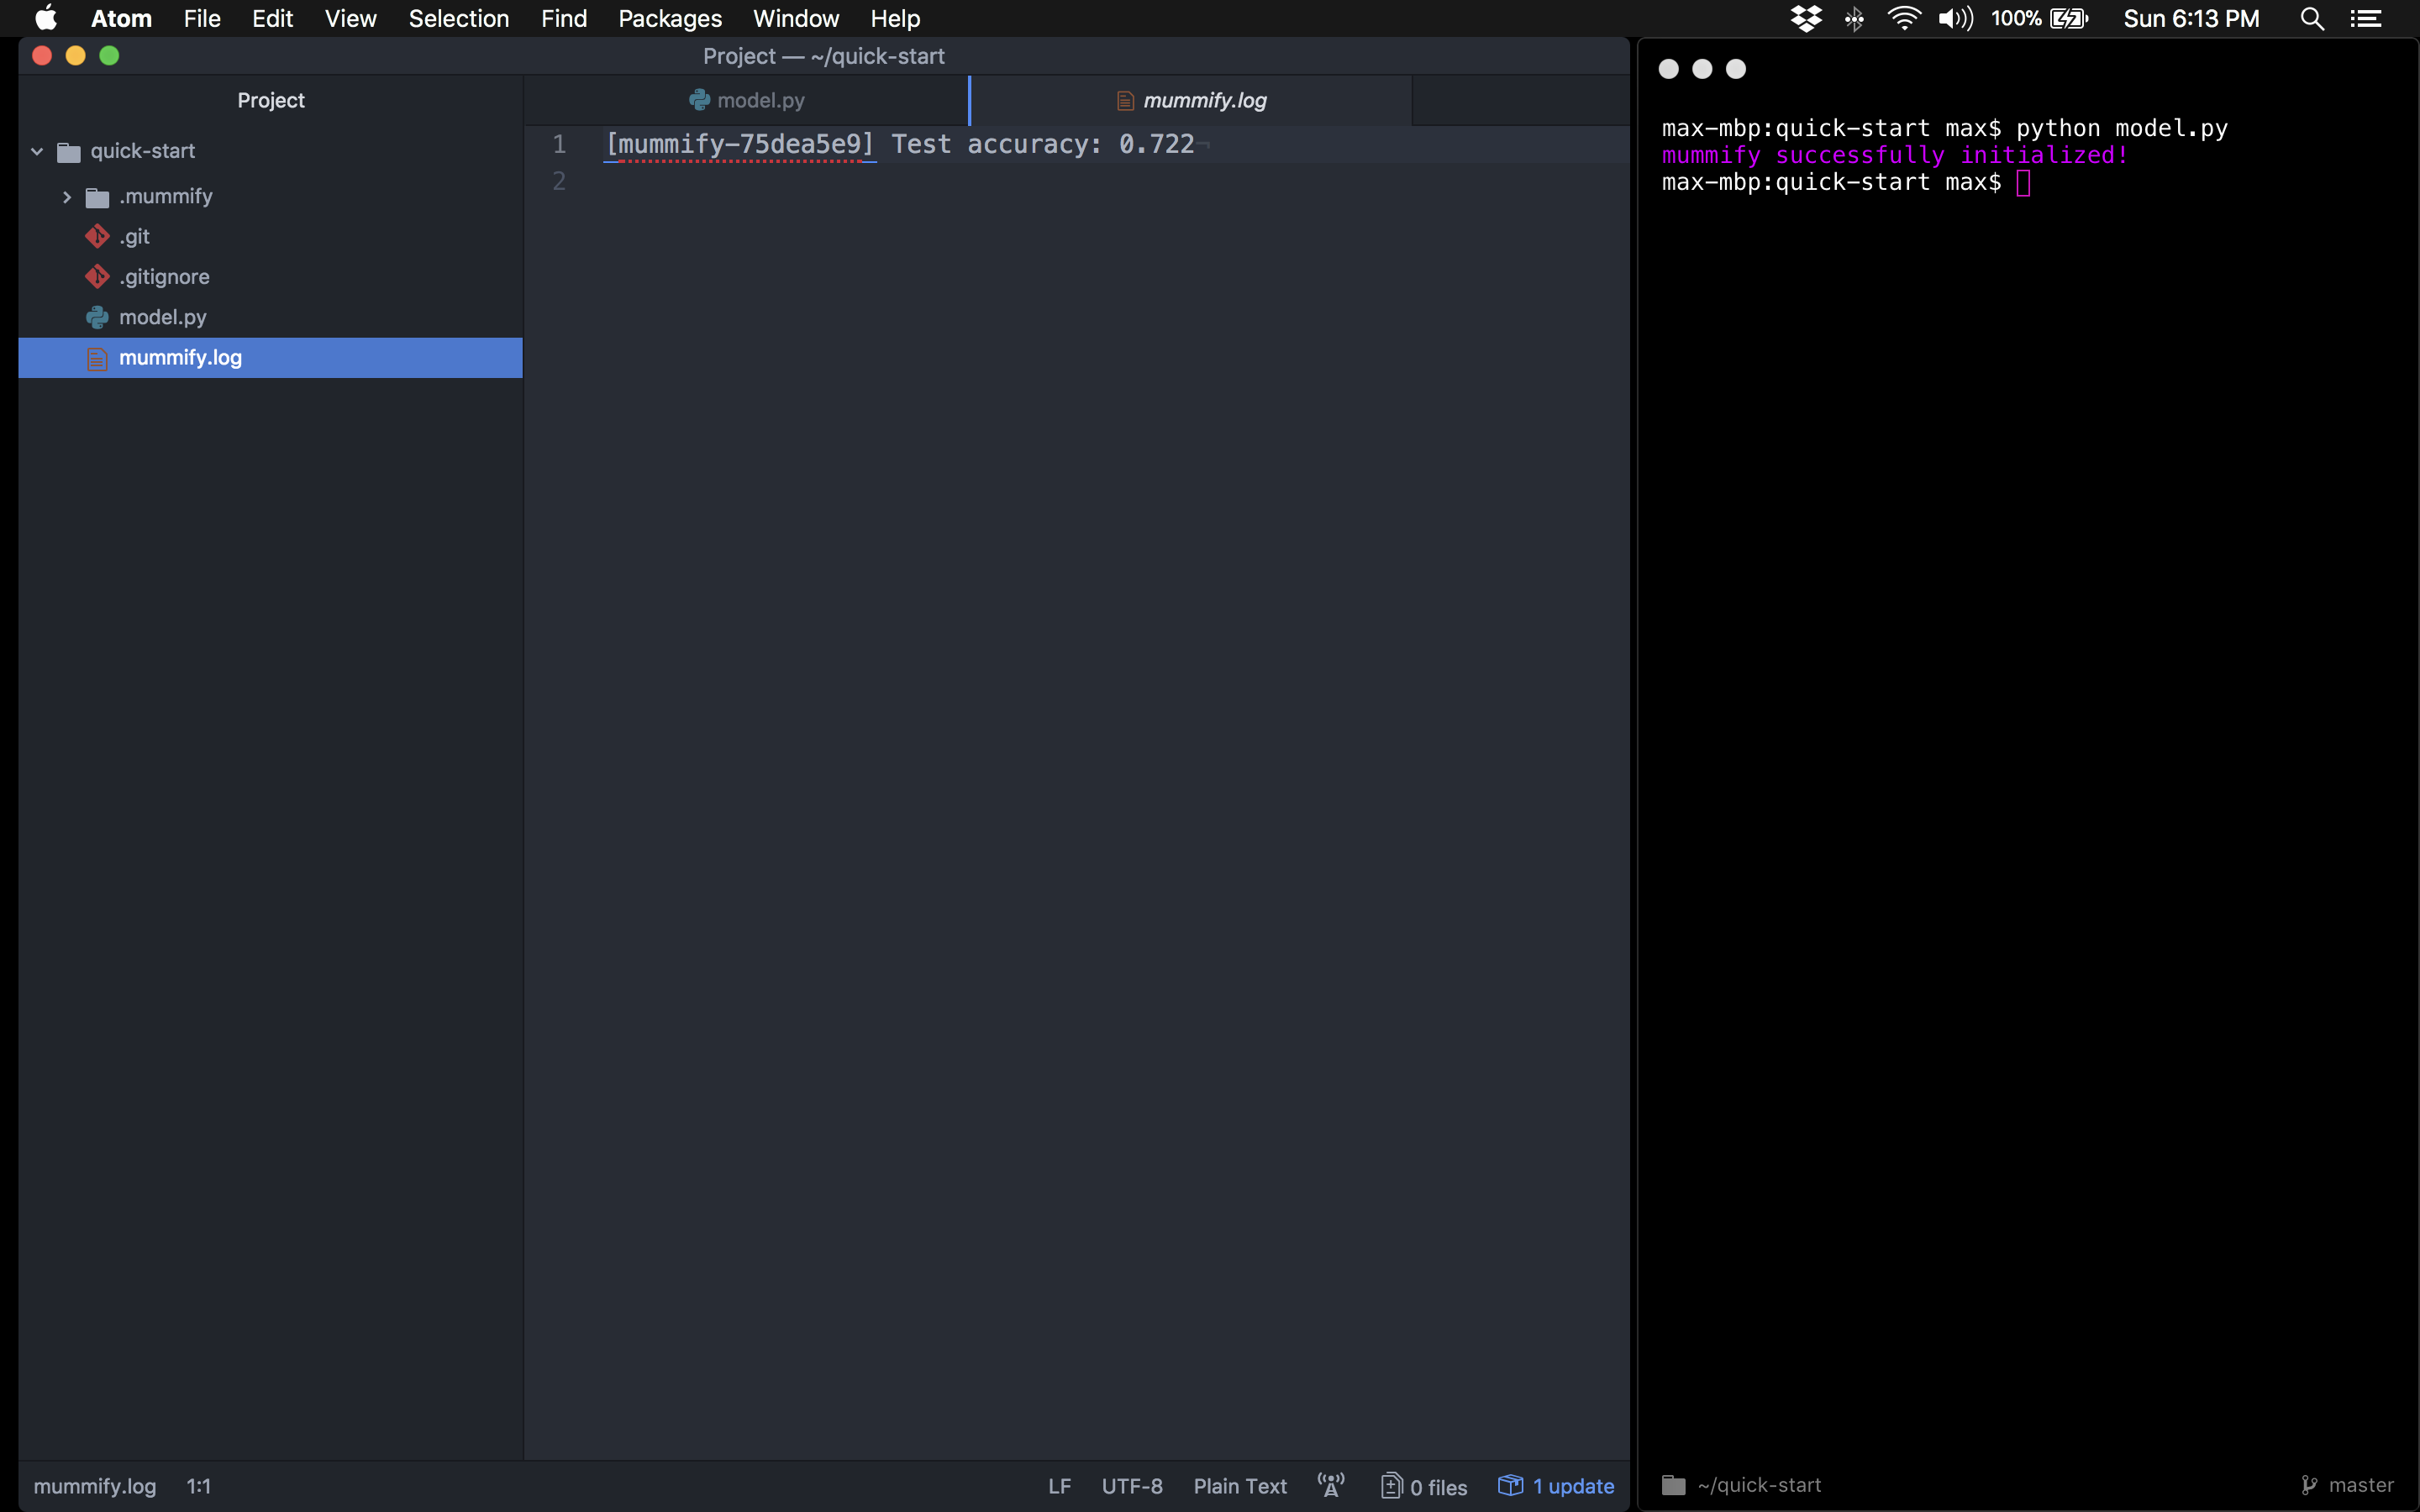 Atom File Edit View Selection Find Packages Window Help 100% Sun 6:13 PM
Project — ~/quick-start
Project
quick-start
.mummify
.git
.gitignore
model.py
mummify.log
model.py mummify.log
1 [mummify-75dea5e9] Test accuracy: 0.722¬
2
mummify.log 1:1 LF UTF-8 Plain Text 0 files 1 update
max-mbp:quick-start max$ python model.py
mummify successfully initialized!
max-mbp:quick-start max$
~/quick-start master